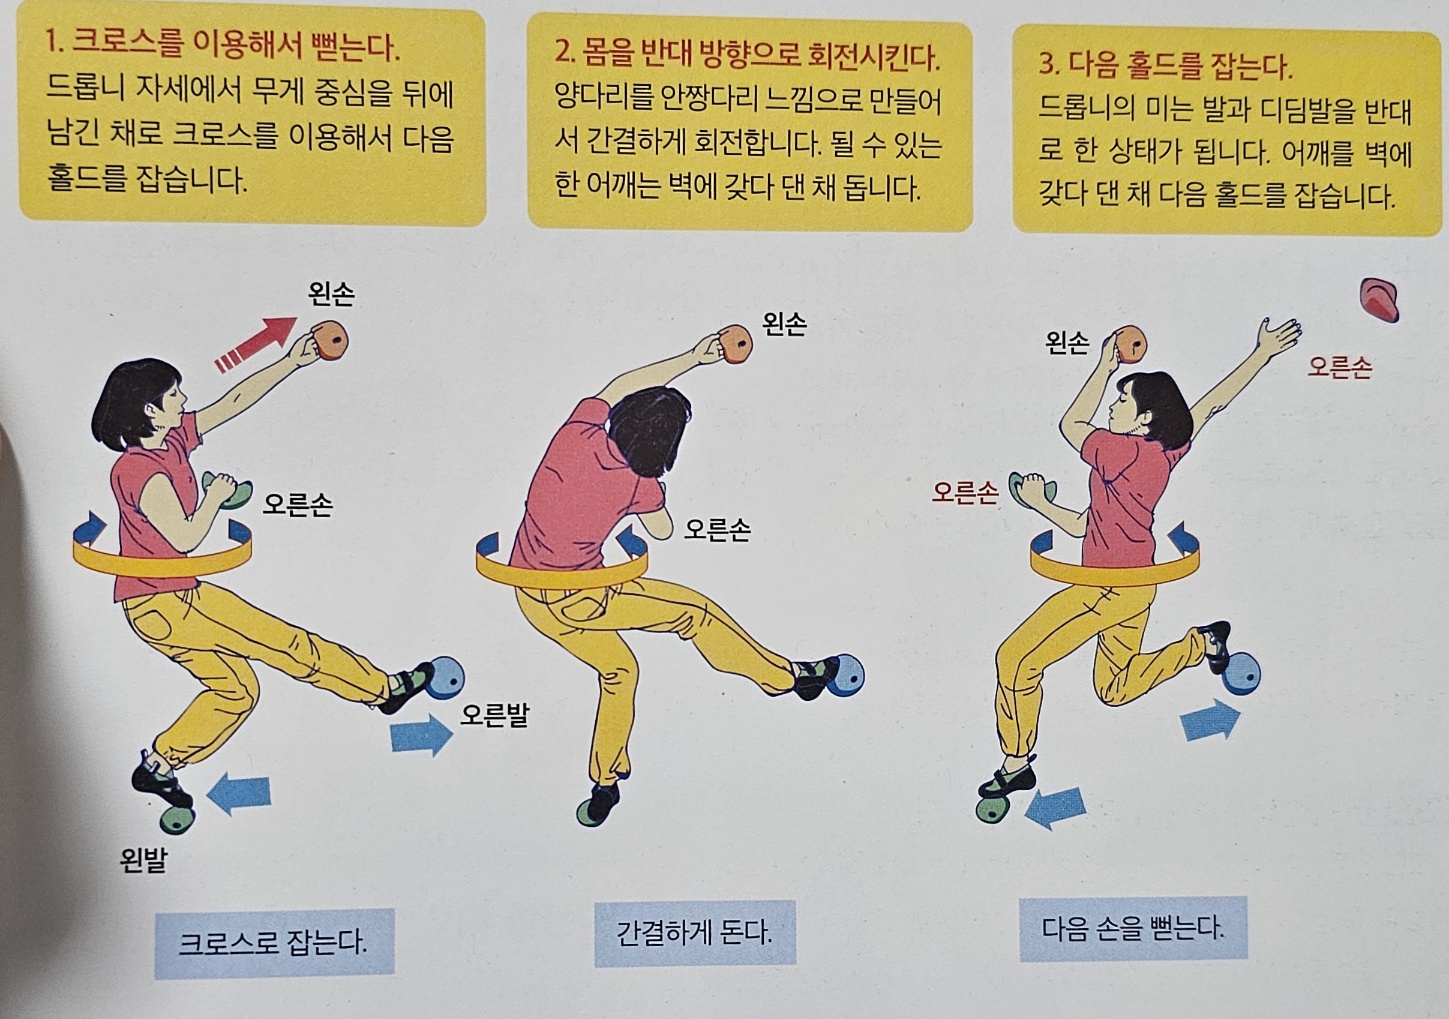 1. 크로스를 이용해서 뻗는다.
드롭니 자세에서 무게 중심을 뒤에
남긴 채로 크로스를 이용해서 다음
홀드를 잡습니다.
2. 몸을 반대 방향으로 회전시킨다.
양다리를 안짱다리 느낌으로 만들어
서 간결하게 회전합니다. 될 수 있는
한 어깨는 벽에 갖다 댄 채 돕니다.
3. 다음 홀드를 잡는다.
드롭니의 미는 발과 디딤발을 반대
로 한 상태가 됩니다. 어깨를 벽에
갖다 댄 채 다음 홀드를 잡습니다.
왼손
오른손
오른발
왼발
크로스로 잡는다.
왼손
오른손
간결하게 돈다.
왼손
오른손
오른손
다음 손을 뻗는다.